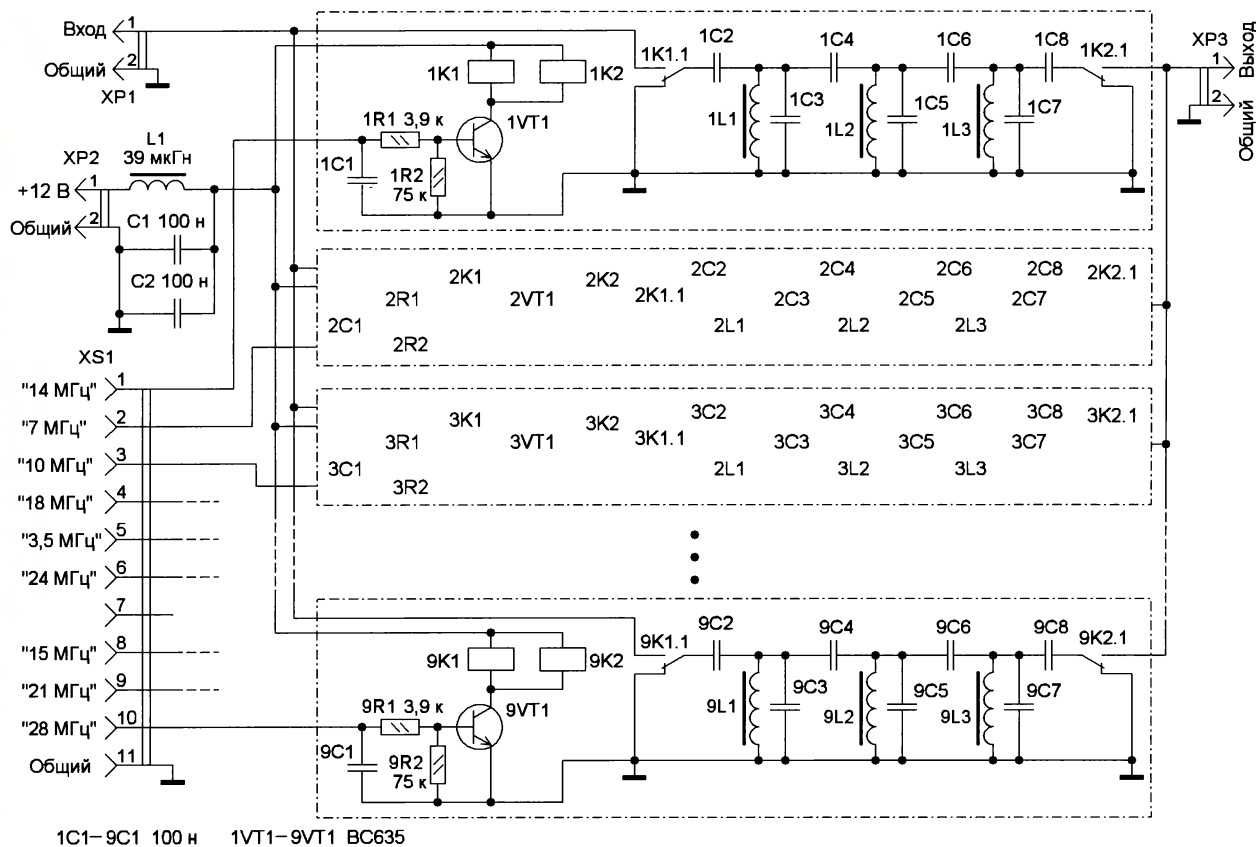 Вход
1
Общий
2
XP1
1K1
1K2
1R1 3,9 к
1VT1
1C1
1R2
75 к
1K1.1
1C2
1C4
1C6
1C8
1K2.1
1L1
1C3
1L2
1C5
1L3
1C7
XP3
1
Выход
2
Общий
XP2
L1
39 мкГн
+12 В
1
Общий
2
C1 100 н
C2 100 н
2C1
2R1
2R2
2K1
2VT1
2K2
2K1.1
2C2
2L1
2C3
2C4
2L2
2C5
2C6
2L3
2C7
2C8
2K2.1
3C1
3R1
3R2
3K1
3VT1
3K2
3K1.1
3C2
2L1
3C3
3C4
3L2
3C5
3C6
3L3
3C7
3C8
3K2.1
XS1
"14 МГц" 1
"7 МГц" 2
"10 МГц" 3
"18 МГц" 4
"3,5 МГц" 5
"24 МГц" 6
7
"15 МГц" 8
"21 МГц" 9
"28 МГц" 10
Общий 11
9K1
9K2
9R1 3,9 к
9VT1
9C1
9R2
75 к
9K1.1
9C2
9C4
9C6
9C8
9K2.1
9L1
9C3
9L2
9C5
9L3
9C7
1C1–9C1 100 н 1VT1–9VT1 BC635